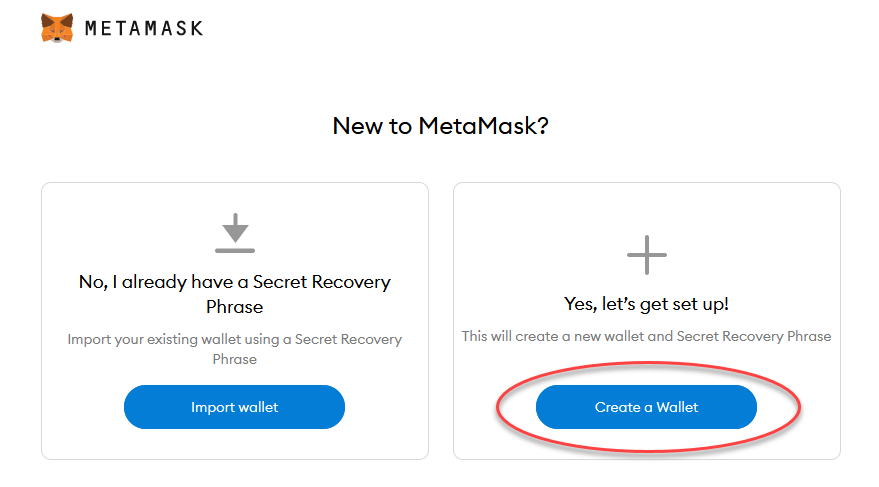 METAMASK
New to MetaMask?
No, I already have a Secret Recovery
Phrase
Import your existing wallet using a Secret Recovery
Phrase
Import wallet
Yes, let's get set up!
This will create a new wallet and Secret Recovery Phrase
Create a Wallet